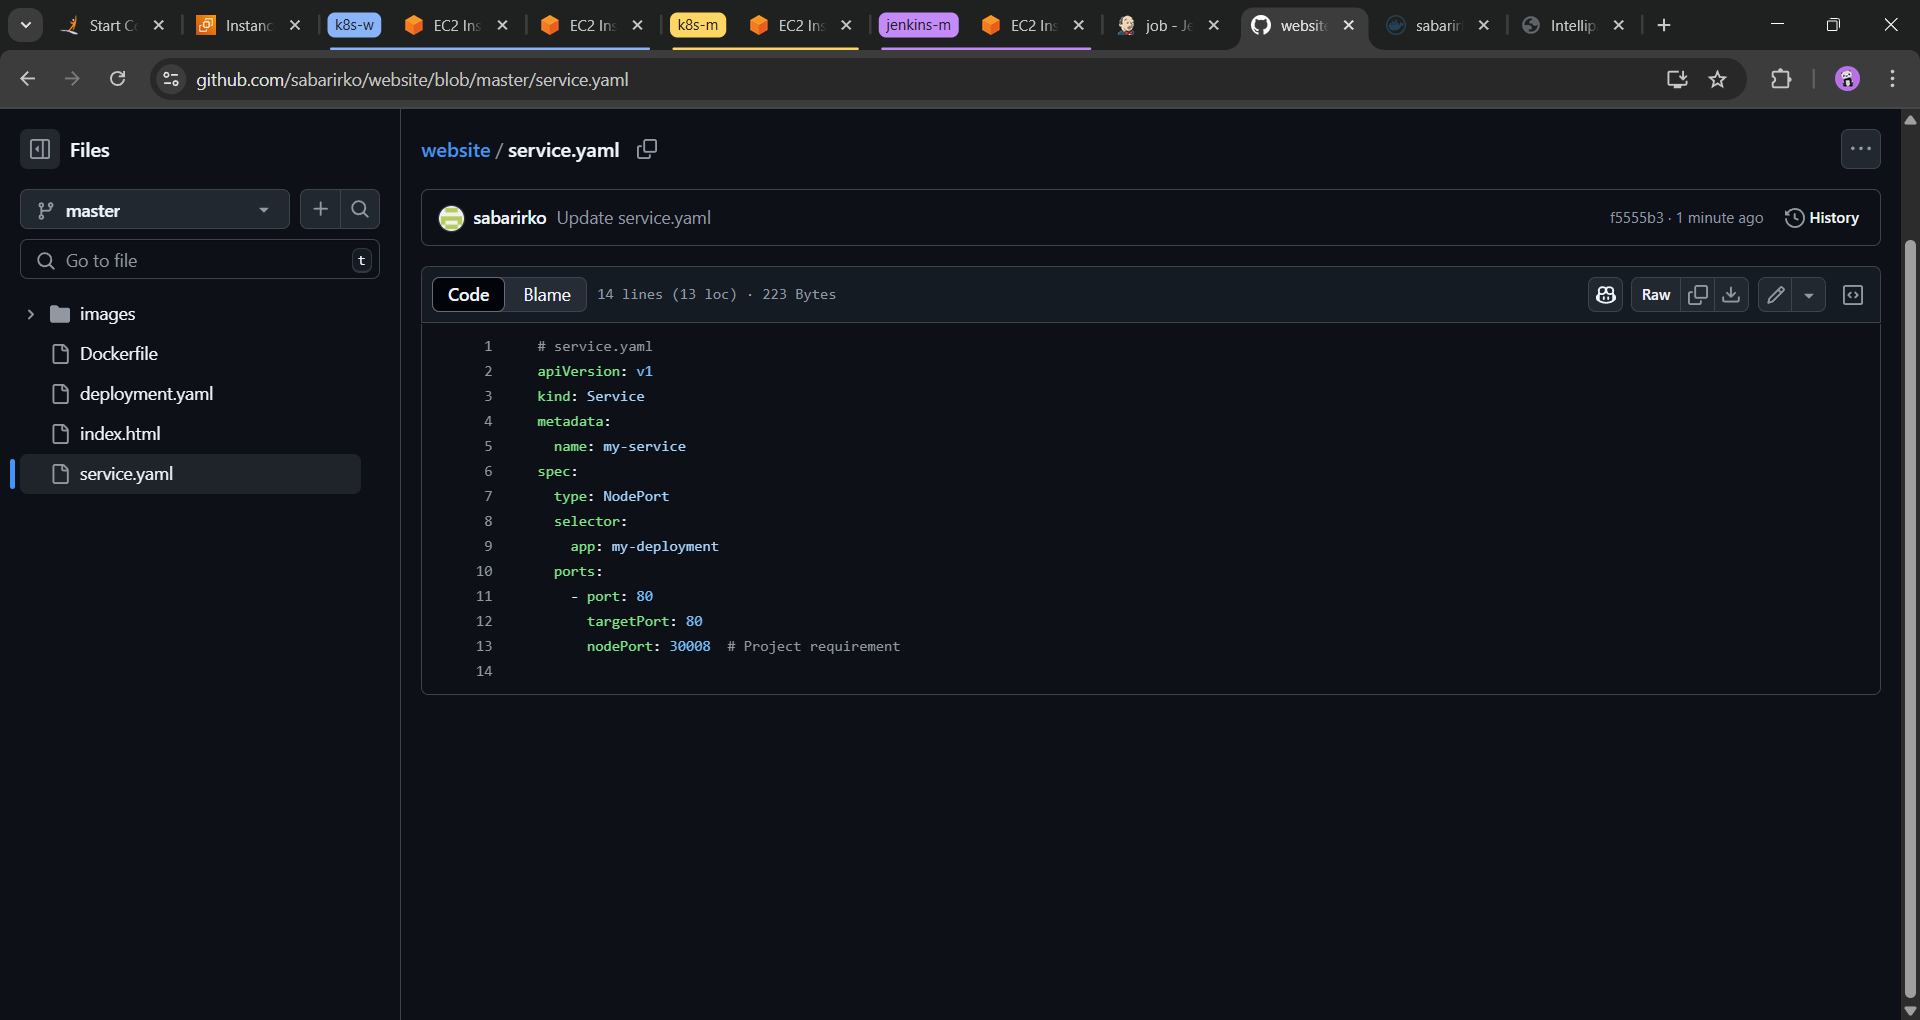 Start C
Instanc
k8s-w
EC2 Ins
EC2 Ins
k8s-m
EC2 Ins
jenkins-m
EC2 Ins
job - Je
website
sabarir
Intellip
github.com/sabarirko/website/blob/master/service.yaml
Files
master
Go to file
t
images
Dockerfile
deployment.yaml
index.html
service.yaml
website / service.yaml
sabarirko Update service.yaml
f5555b3 · 1 minute ago
History
Code Blame 14 lines (13 loc) · 223 Bytes
Raw
1 # service.yaml
2 apiVersion: v1
3 kind: Service
4 metadata:
5 name: my-service
6 spec:
7 type: NodePort
8 selector:
9 app: my-deployment
10 ports:
11 - port: 80
12 targetPort: 80
13 nodePort: 30008 # Project requirement
14